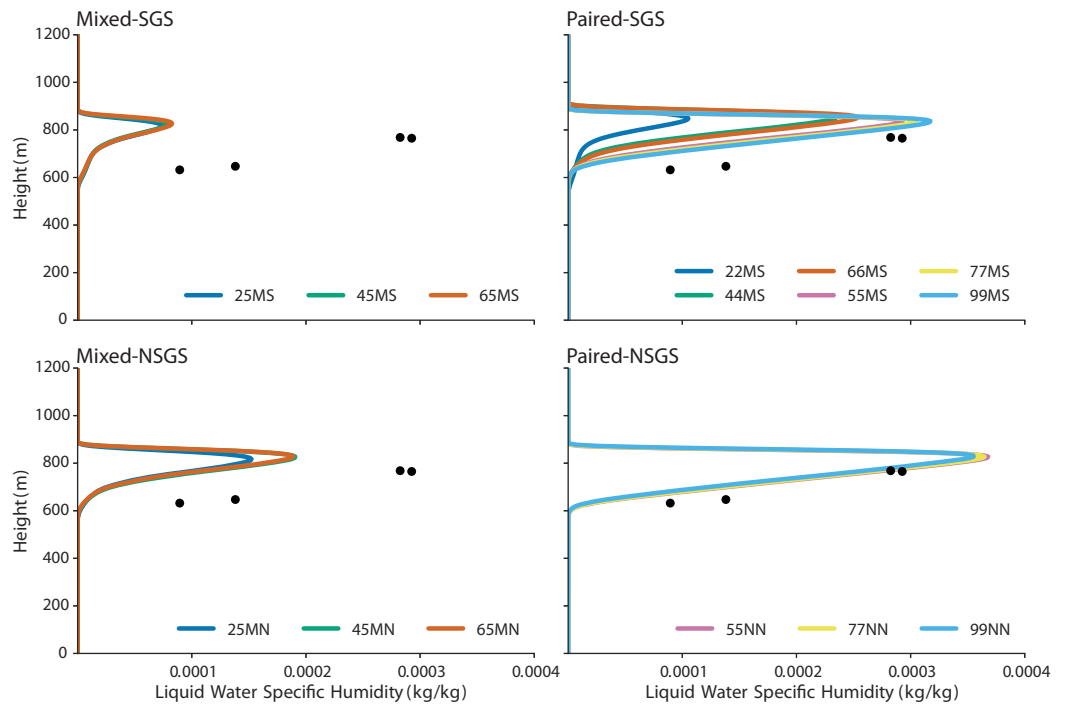 Mixed-SGS
Paired-SGS
1200
1000
800
600
400
200
0
Height (m)
25MS 45MS 65MS
22MS 66MS 77MS
44MS 55MS 99MS
Mixed-NSGS
Paired-NSGS
1200
1000
800
600
400
200
0
Height (m)
25MN 45MN 65MN
55NN 77NN 99NN
0.0001 0.0002 0.0003 0.0004
0.0001 0.0002 0.0003 0.0004
Liquid Water Specific Humidity (kg/kg)
Liquid Water Specific Humidity (kg/kg)